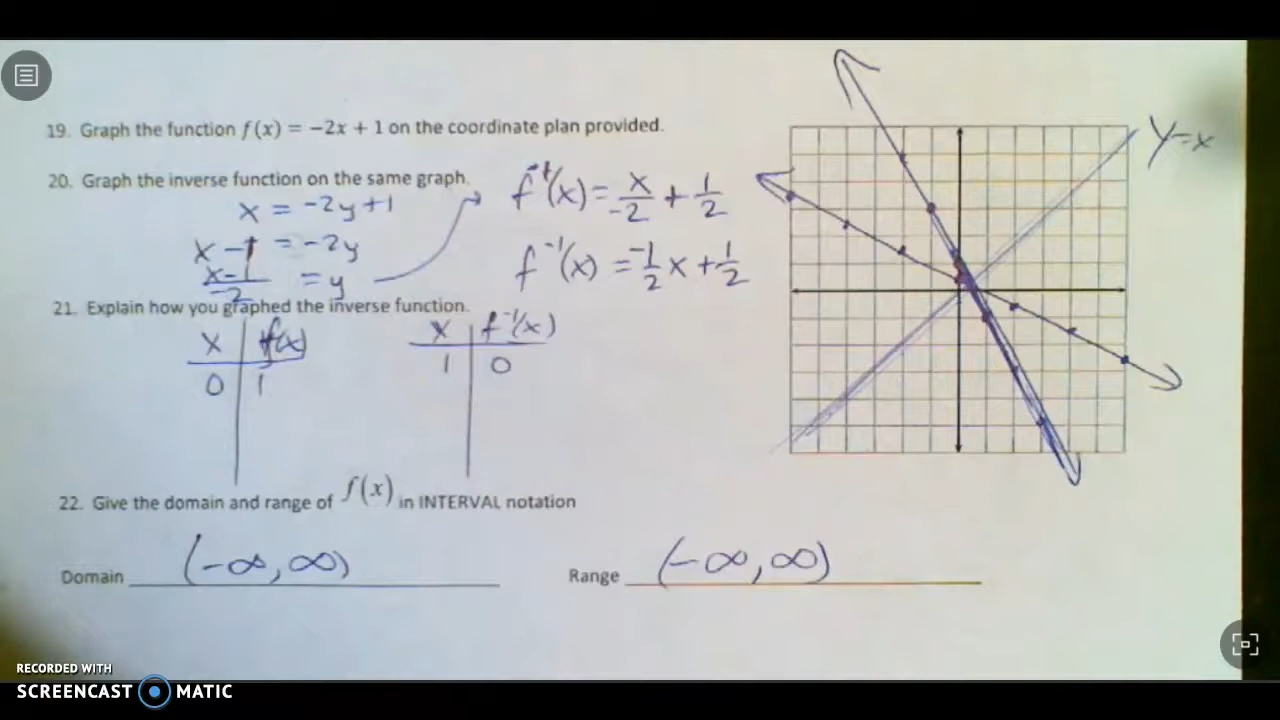 19. Graph the function f(x) = −2x + 1 on the coordinate plan provided.
20. Graph the inverse function on the same graph.
x = -2y+1
x - 1 = -2y
x-1/-2 = y
f⁻¹(x) = x/-2 + 1/2
f⁻¹(x) = -1/2 x + 1/2
21. Explain how you graphed the inverse function.
x f(x)
0 1
x f⁻¹(x)
1 0
y=x
22. Give the domain and range of f(x) in INTERVAL notation
Domain (-∞, ∞) Range (-∞, ∞)
RECORDED WITH
SCREENCAST MATIC